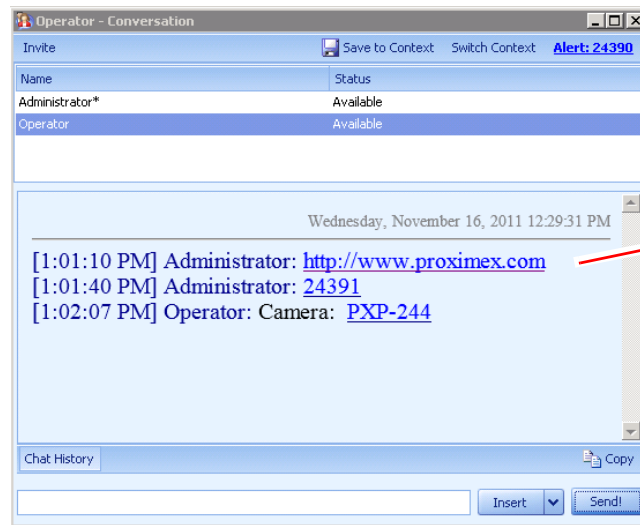 Operator - Conversation
Invite Save to Context Switch Context Alert: 24390
Name Status
Administrator* Available
Operator Available
Wednesday, November 16, 2011 12:29:31 PM
[1:01:10 PM] Administrator: http://www.proximex.com
[1:01:40 PM] Administrator: 24391
[1:02:07 PM] Operator: Camera: PXP-244
Chat History Copy
Insert Send!